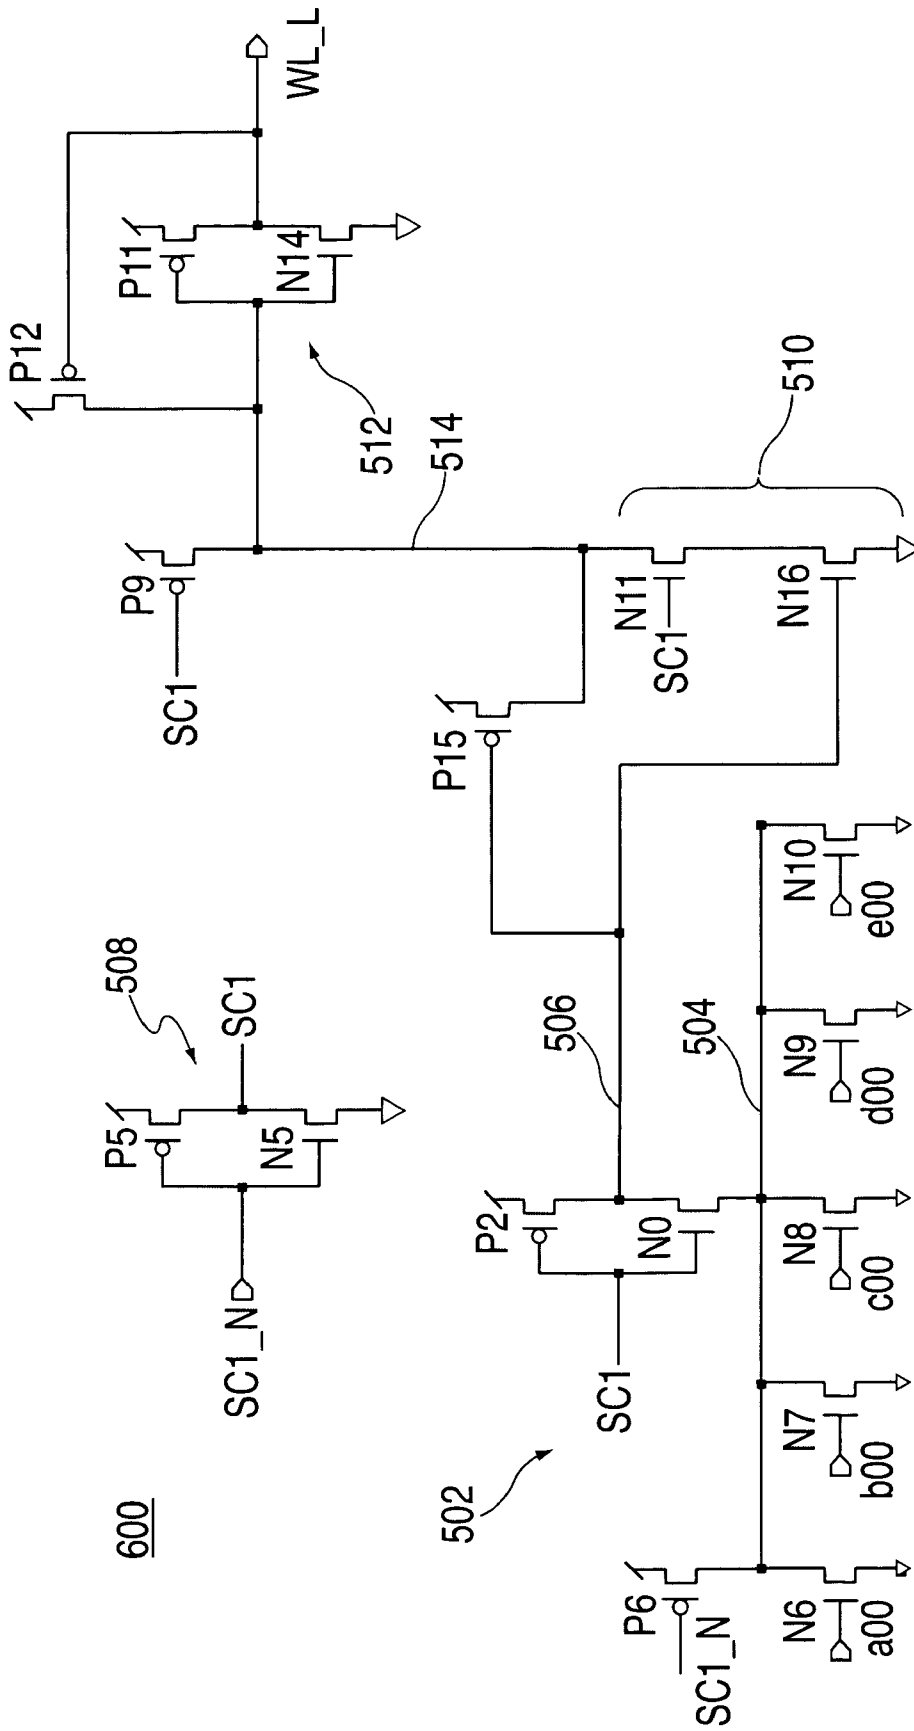 600
SC1_N
P5
N5
508
SC1
SC1
P9
P12
P11
N14
WL_L
512
514
502
SC1
P2
N0
506
P15
504
N11
SC1
N16
510
P6
SC1_N
N6
a00
N7
b00
N8
c00
N9
d00
N10
e00